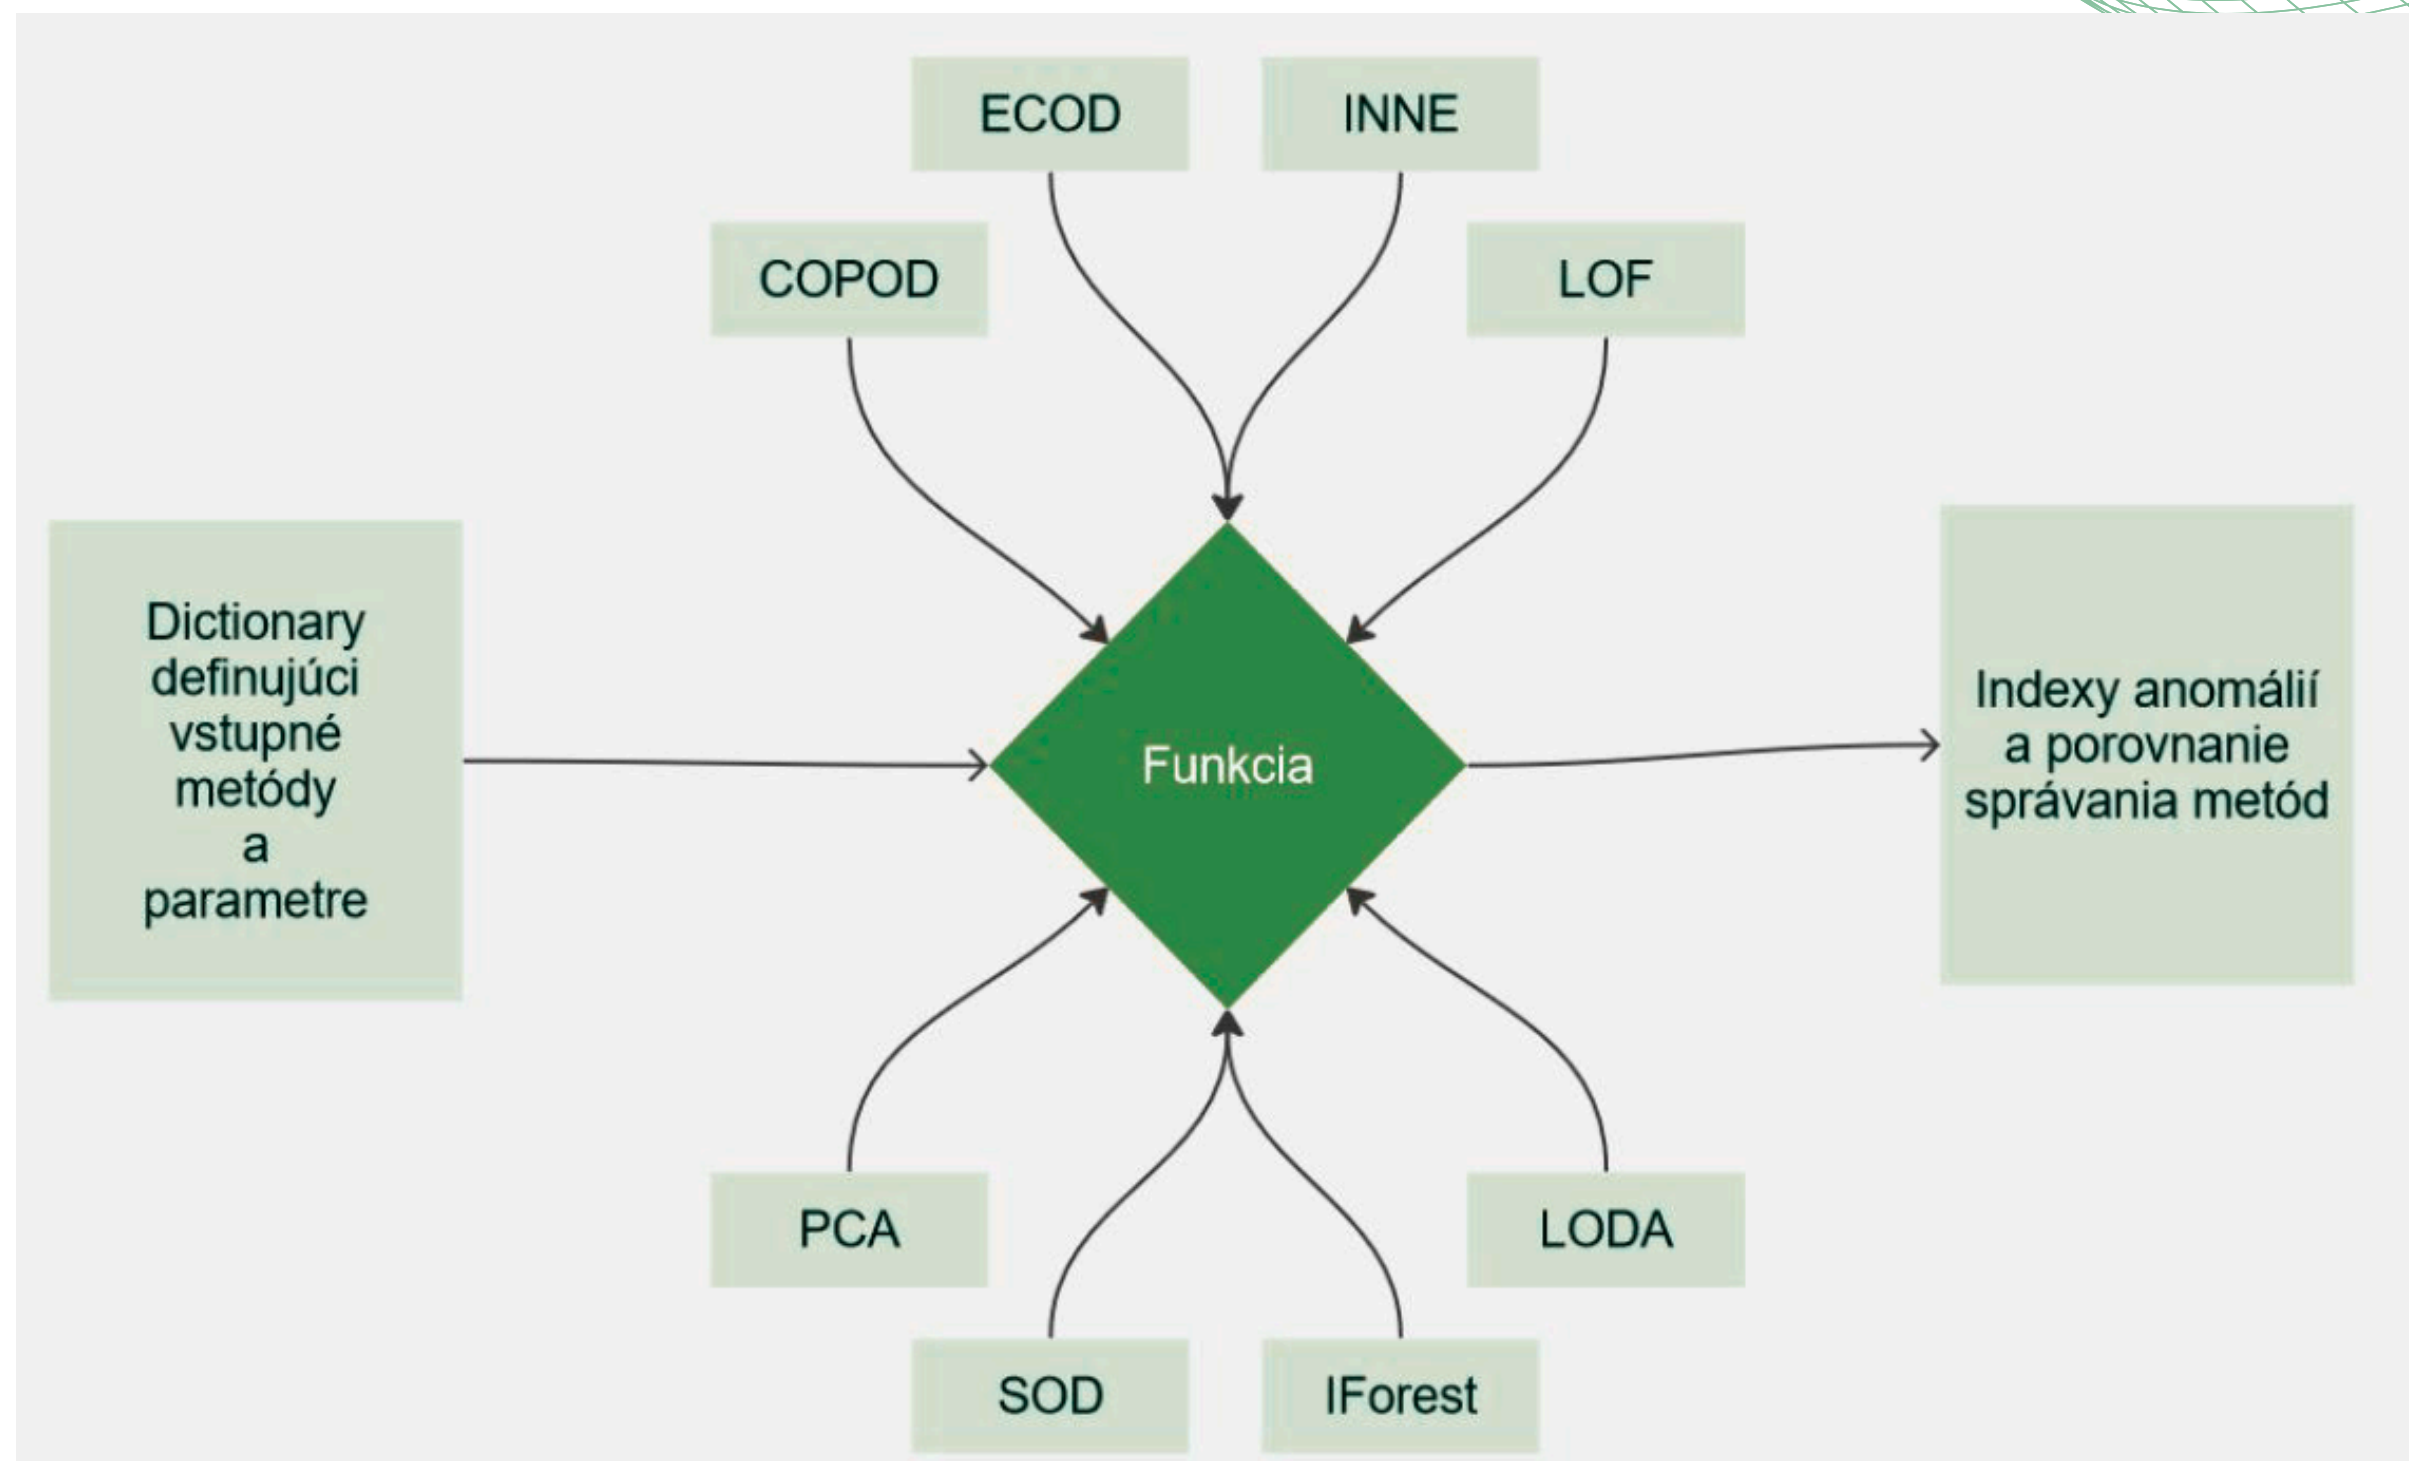 ECOD
INNE
COPOD
LOF
Dictionary
definujúci
vstupné
metódy
a
parametre
Funkcia
Indexy anomálií
a porovnanie
správania metód
PCA
LODA
SOD
IForest